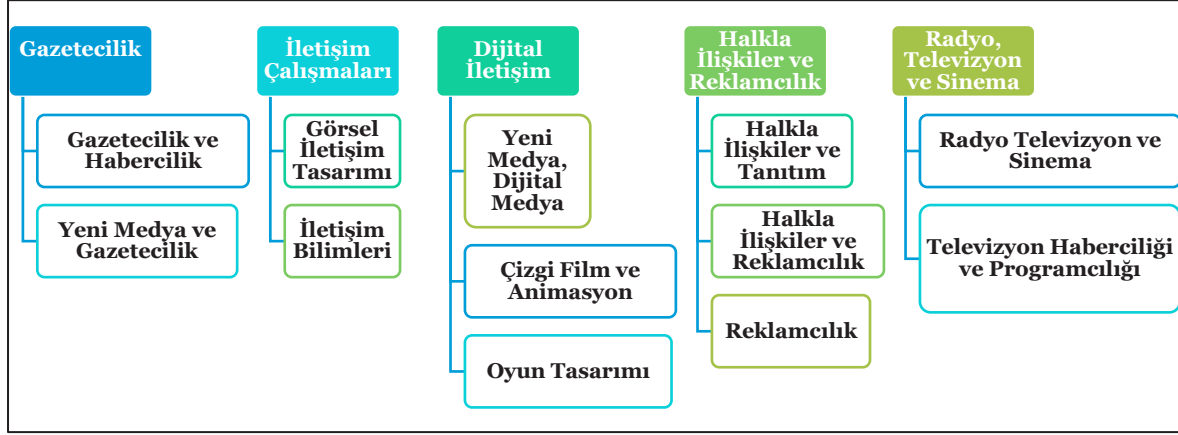 Gazetecilik
Gazetecilik ve
Habercilik
Yeni Medya ve
Gazetecilik
İletişim
Çalışmaları
Görsel
İletişim
Tasarımı
İletişim
Bilimleri
Dijital
İletişim
Yeni
Medya,
Dijital
Medya
Çizgi Film ve
Animasyon
Oyun Tasarımı
Halkla
İlişkiler ve
Reklamcılık
Halkla
İlişkiler ve
Tanıtım
Halkla
İlişkiler ve
Reklamcılık
Reklamcılık
Radyo,
Televizyon
ve Sinema
Radyo Televizyon ve
Sinema
Televizyon Haberciliği
ve Programcılığı